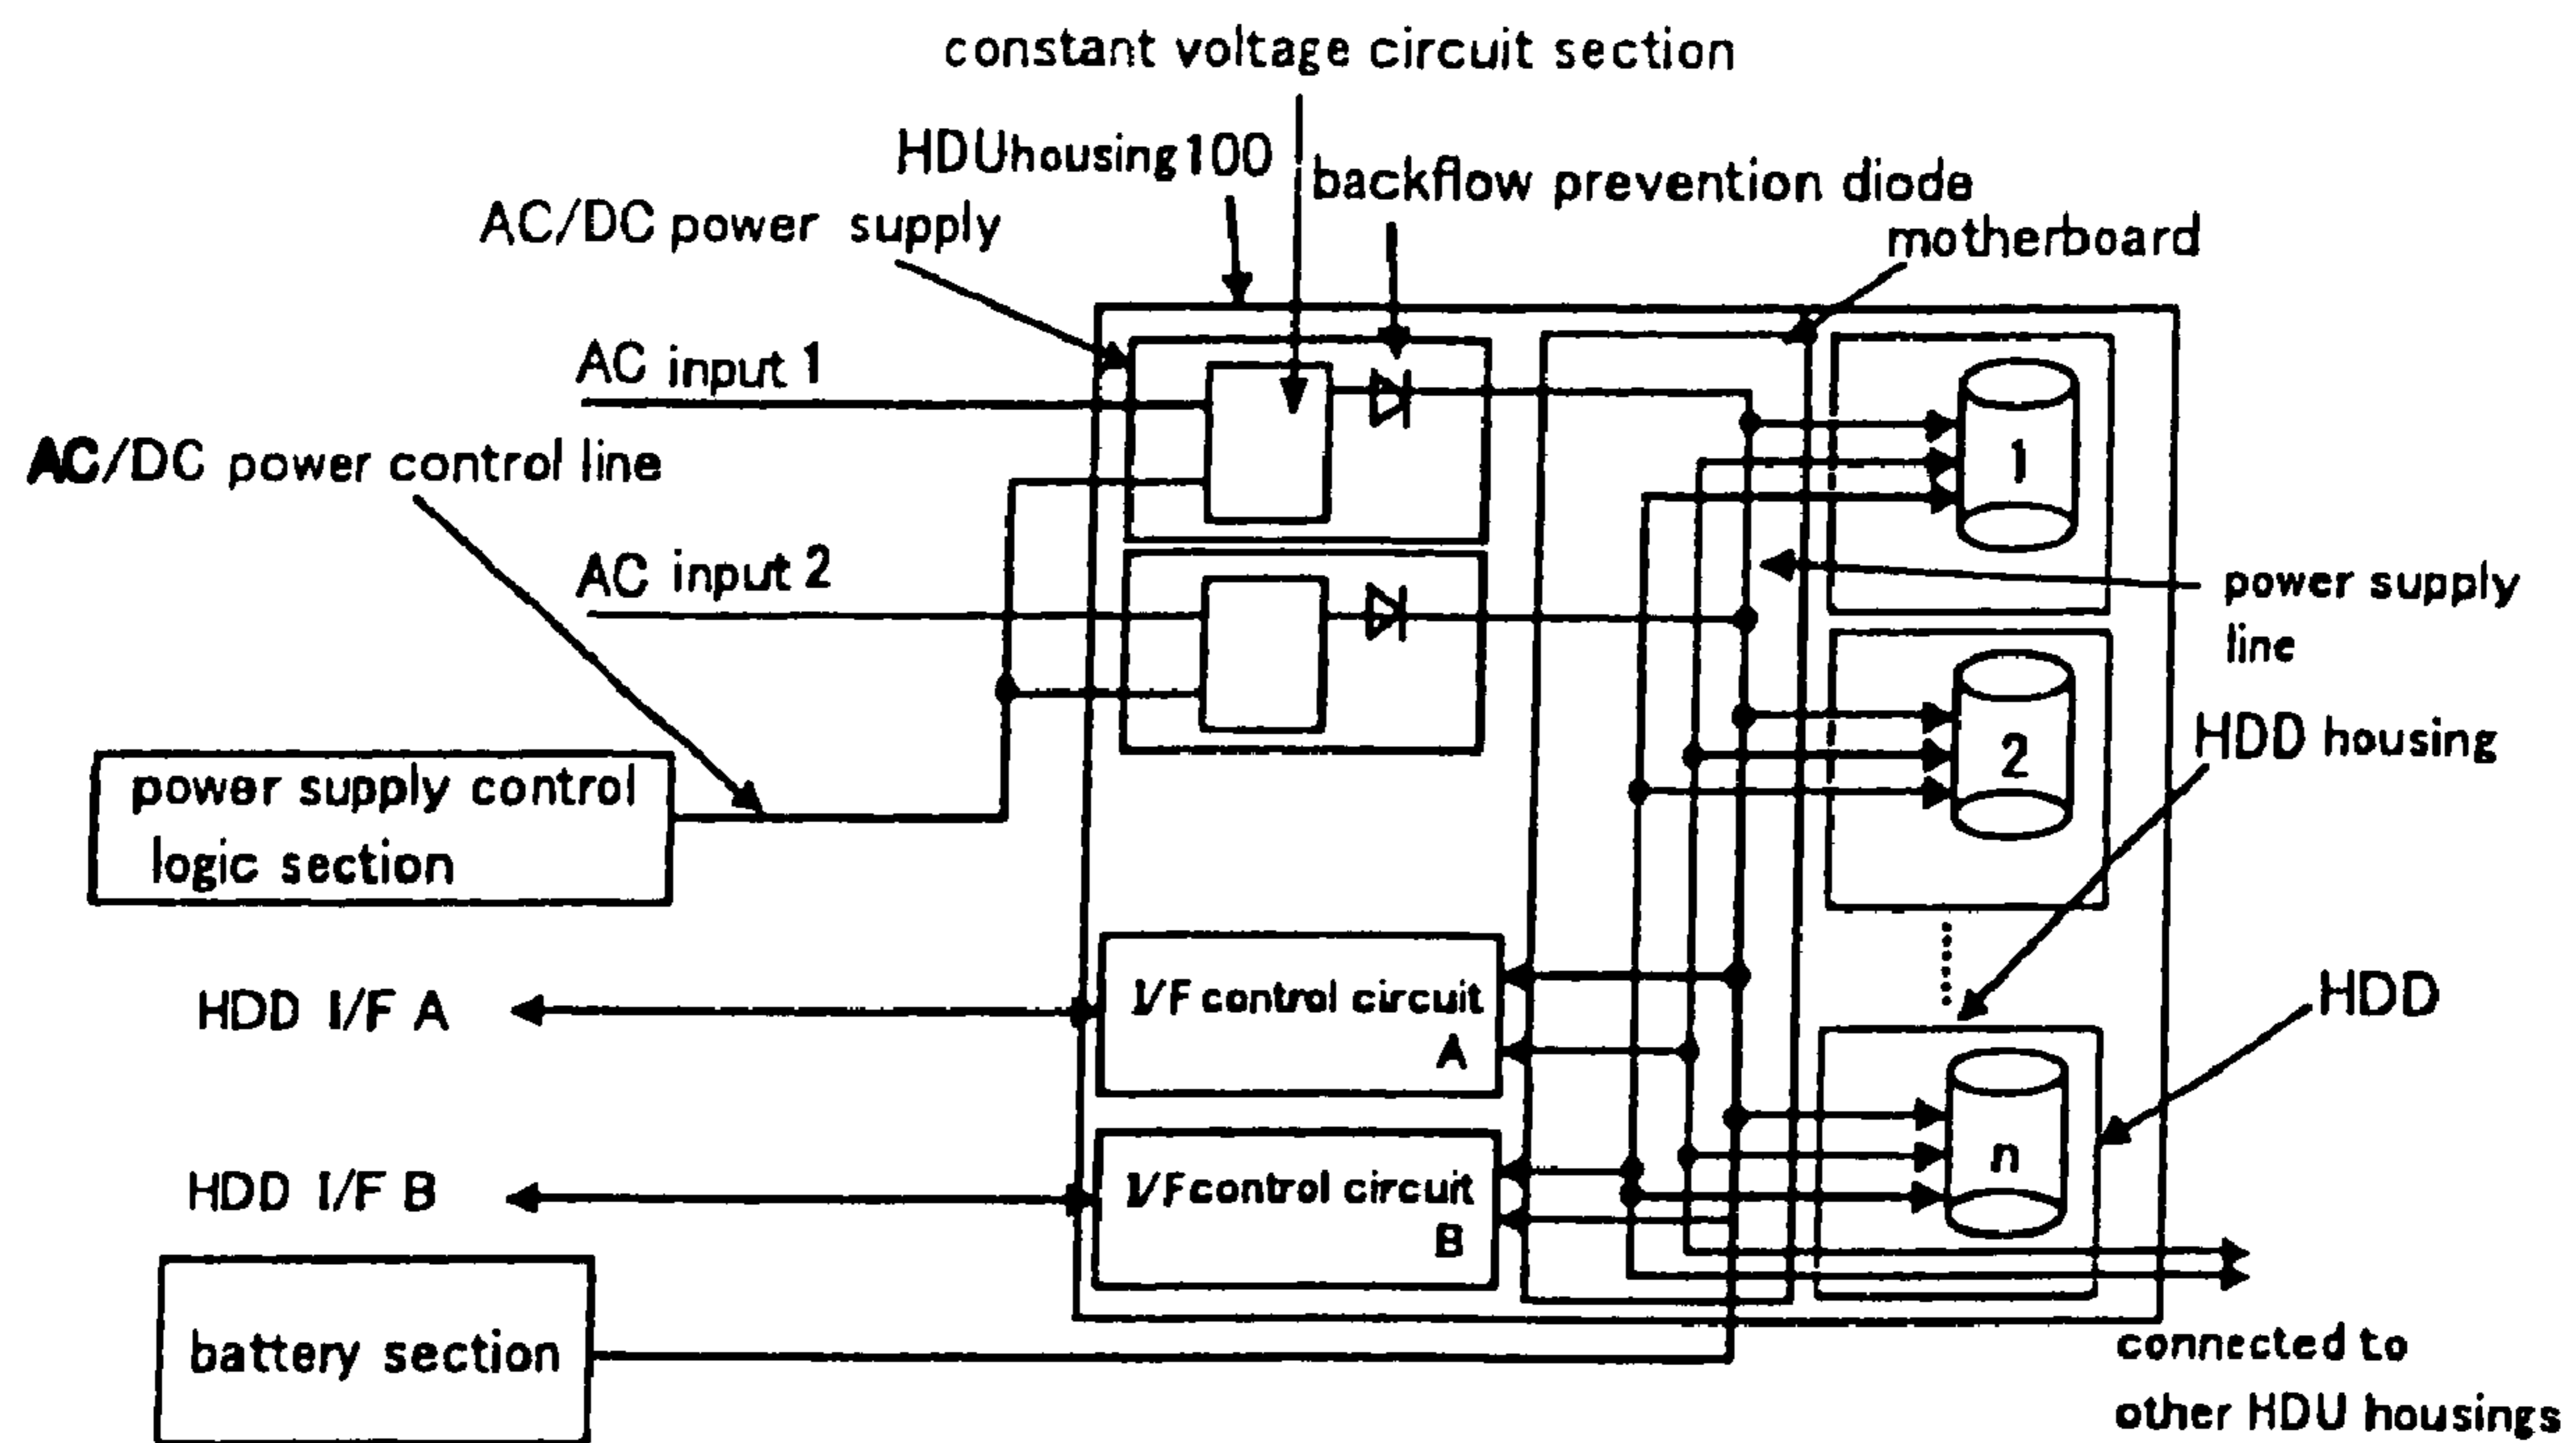 constant voltage circuit section
HDUhousing100
backflow prevention diode
AC/DC power supply
motherboard
AC input 1
1
AC/DC power control line
AC input 2
power supply
line
2
HDD housing
power supply control
logic section
HDD I/F A
I/F control circuit
A
HDD
HDD I/F B
I/F control circuit
B
n
battery section
connected to
other HDU housings